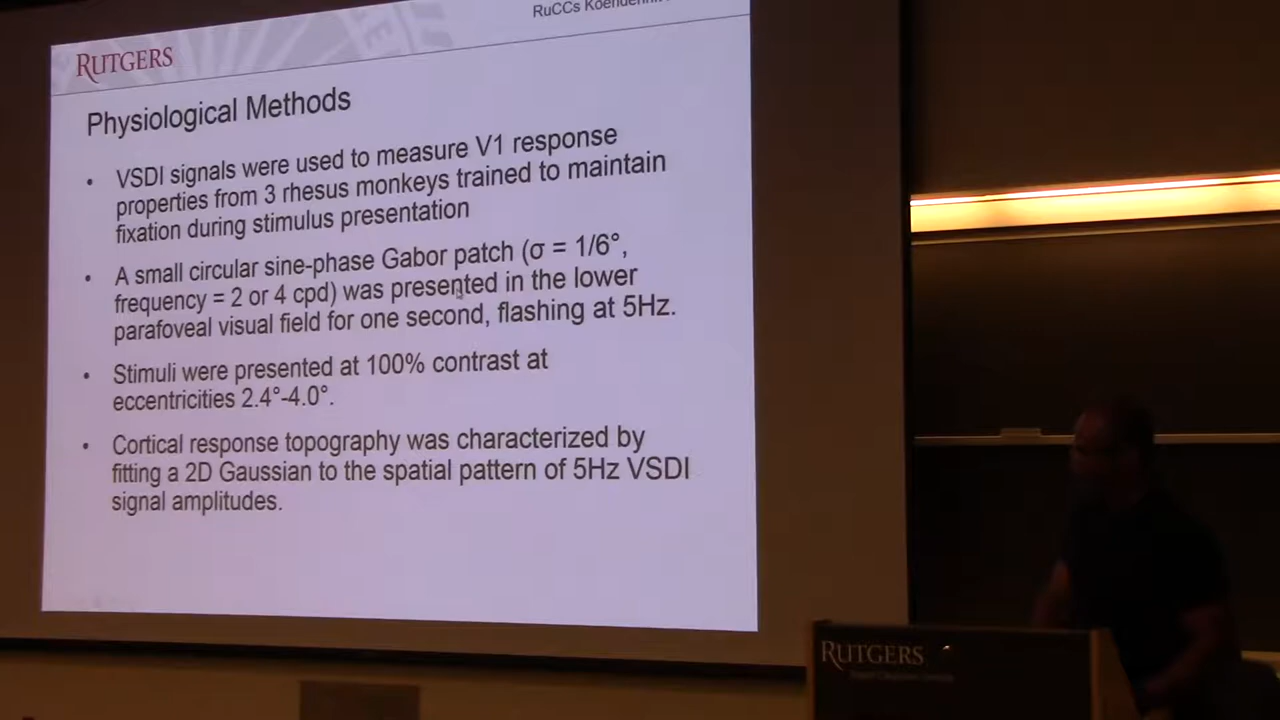 RuCCs
RUTGERS
Physiological Methods
• VSDI signals were used to measure V1 response
properties from 3 rhesus monkeys trained to maintain
fixation during stimulus presentation
• A small circular sine-phase Gabor patch (σ = 1/6°,
frequency = 2 or 4 cpd) was presented in the lower
parafoveal visual field for one second, flashing at 5Hz.
• Stimuli were presented at 100% contrast at
eccentricities 2.4°-4.0°.
• Cortical response topography was characterized by
fitting a 2D Gaussian to the spatial pattern of 5Hz VSDI
signal amplitudes.
RUTGERS